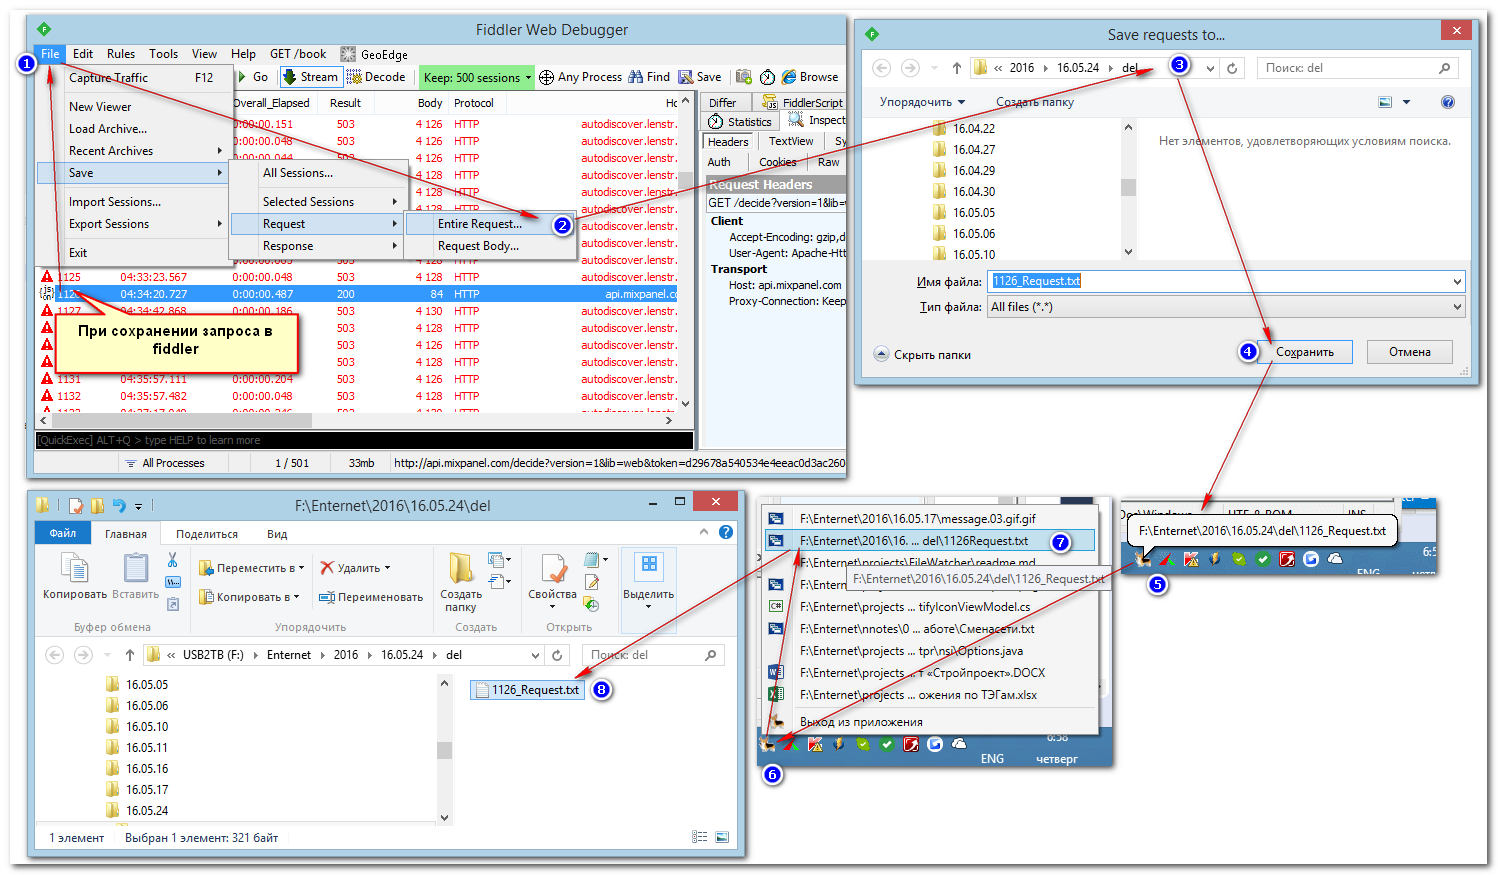 Fiddler Web Debugger
File Edit Rules Tools View Help GET /book GeoEdge
Go Stream Decode Keep: 500 sessions Any Process Find Save Browse
Capture Traffic F12
New Viewer
Load Archive...
Recent Archives
Save
Import Sessions...
Export Sessions
Exit
All Sessions...
Selected Sessions
Request
Response
Entire Request...
Request Body...
Overall_Elapsed Result Body Protocol
0:00:00.151 503 4 126 HTTP autodiscover.lenstr.
0:00:00.048 503 4 128 HTTP autodiscover.lenstr.
0:00:00.044 503 4 128 HTTP autodiscover.lenstr.
1125 04:33:23.567 0:00:00.048 503 4 128 HTTP autodiscover.lenstr.
04:34:20.727 0:00:00.487 200 84 HTTP api.mixpanel.co
1127 04:34:42.868 0:00:00.186 503 4 130 HTTP autodiscover.lenstr.
503 4 128 HTTP autodiscover.lenstr.
503 4 126 HTTP autodiscover.lenstr.
503 4 128 HTTP autodiscover.lenstr.
1131 04:35:57.111 0:00:00.204 503 4 126 HTTP autodiscover.lenstr.
1132 04:35:57.482 0:00:00.048 503 4 128 HTTP autodiscover.lenstr.
При сохранении запроса в
fiddler
[QuickExec] ALT+Q > type HELP to learn more
All Processes 1 / 501 33mb http://api.mixpanel.com/decide?version=1&lib=web&token=d29678a540534e4eeac0d3ac260
Differ FiddlerScript
Statistics Inspect
Headers TextView Sy
Auth Cookies Raw
Request Headers
GET /decide?version=1&lib=w
Client
Accept-Encoding: gzip,d
User-Agent: Apache-Htt
Transport
Host: api.mixpanel.com
Proxy-Connection: Keep
1
2
Save requests to...
« 2016 16.05.24 del
3
Поиск: del
Упорядочить Создать папку
16.04.22
16.04.27
16.04.29
16.04.30
16.05.05
16.05.06
16.05.10
Нет элементов, удовлетворяющих условиям поиска.
Имя файла: 1126_Request.txt
Тип файла: All files (*.*)
Скрыть папки
4
Сохранить Отмена
F:\Enternet\2016\16.05.24\del
Файл Главная Поделиться Вид
Копировать Вставить
Переместить в
Копировать в
Удалить
Переименовать
Создать
папку
Свойства
Выделить
Буфер обмена Упорядочить Создать Открыть
« USB2TB (F:) Enternet 2016 16.05.24 del
Поиск: del
16.05.05
16.05.06
16.05.10
16.05.11
16.05.16
16.05.17
16.05.24
1126_Request.txt
8
1 элемент Выбран 1 элемент: 321 байт
F:\Enternet\2016\16.05.17\message.03.gif.gif
F:\Enternet\2016\16. ... del\1126Request.txt
7
F:\Enternet\projects\FileWatcher\readme.md
F:\Enternet\2016\16.05.24\del\1126_Request.txt
F:\Enternet\projects ... tifyIconViewModel.cs
F:\Enternet\nnotes\0 ... аботе\Сменасети.txt
F:\Enternet\projects ... tpr\nsi\Options.java
F:\Enternet\projects ... т «Стройпроект».DOCX
F:\Enternet\projects ... ожения по ТЭГам.xlsx
Выход из приложения
6:58
ENG четверг
6
UTF-8-BOM INS
F:\Enternet\2016\16.05.24\del\1126_Request.txt
5
ENG